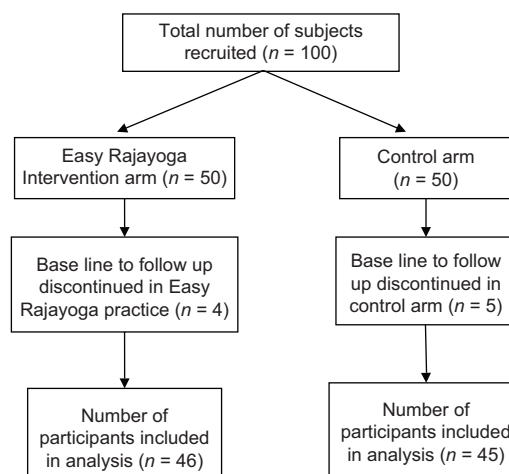 Total number of subjects
recruited (n = 100)
Easy Rajayoga
Intervention arm (n = 50)
Control arm
(n = 50)
Base line to follow up
discontinued in Easy
Rajayoga practice (n = 4)
Base line to follow
up discontinued in
control arm (n = 5)
Number of
participants included
in analysis (n = 46)
Number of
participants included
in analysis (n = 45)